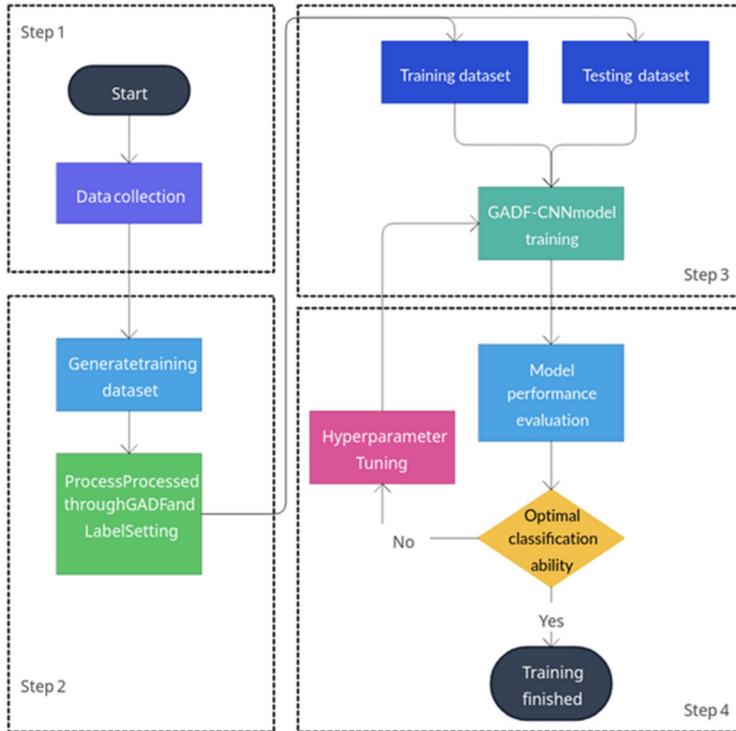 Step 1
Start
Data collection
Generatetraining
dataset
ProcessProcessed
throughGADFand
LabelSetting
Step 2
Training dataset
Testing dataset
GADF-CNNmodel
training
Step 3
Model
performance
evaluation
Hyperparameter
Tuning
Optimal
classification
ability
No
Yes
Training
finished
Step 4